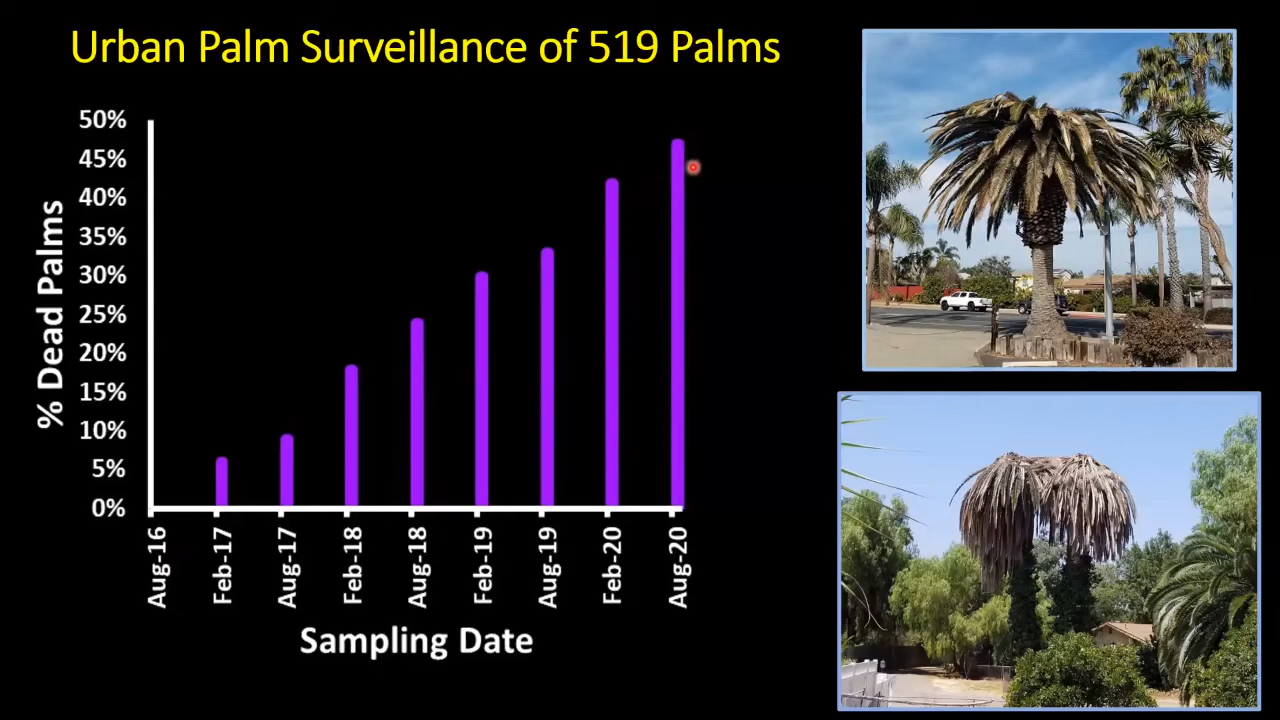 Urban Palm Surveillance of 519 Palms
50%
45%
40%
35%
30%
25%
20%
15%
10%
5%
0%
% Dead Palms
Aug-16
Feb-17
Aug-17
Feb-18
Aug-18
Feb-19
Aug-19
Feb-20
Aug-20
Sampling Date